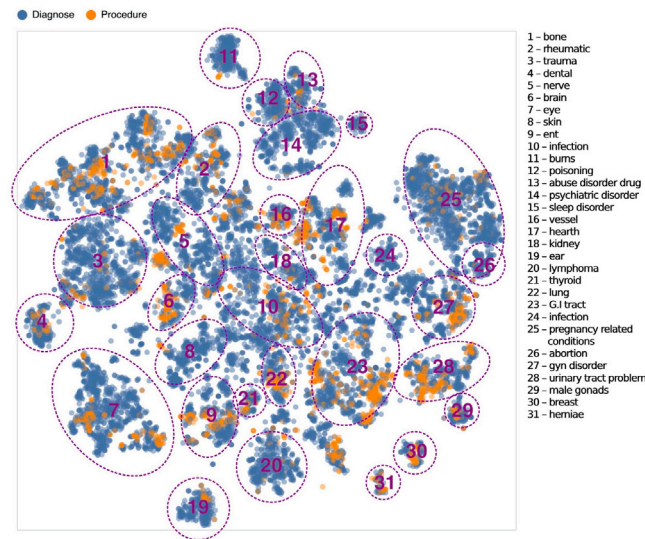 Diagnose Procedure
1 – bone
2 – rheumatic
3 – trauma
4 – dental
5 – nerve
6 – brain
7 – eye
8 – skin
9 – ent
10 – infection
11 – burns
12 – poisoning
13 – abuse disorder drug
14 – psychiatric disorder
15 – sleep disorder
16 – vessel
17 – hearth
18 – kidney
19 – ear
20 – lymphoma
21 – thyroid
22 – lung
23 – G.I tract
24 – infection
25 – pregnancy related
conditions
26 – abortion
27 – gyn disorder
28 – urinary tract problem
29 – male gonads
30 – breast
31 – herniae
11
13
12
15
14
1
2
25
16
17
5
24
18
3
26
6
10
27
4
8
23
28
22
21
7
9
29
30
20
31
19